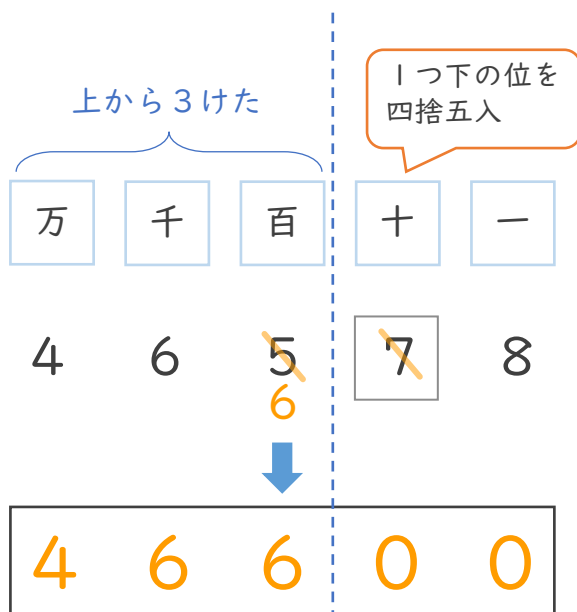 1つ下の位を
四捨五入
上から3けた
万 千 百 十 一
4 6 5 7 8
6
4 6 6 0 0